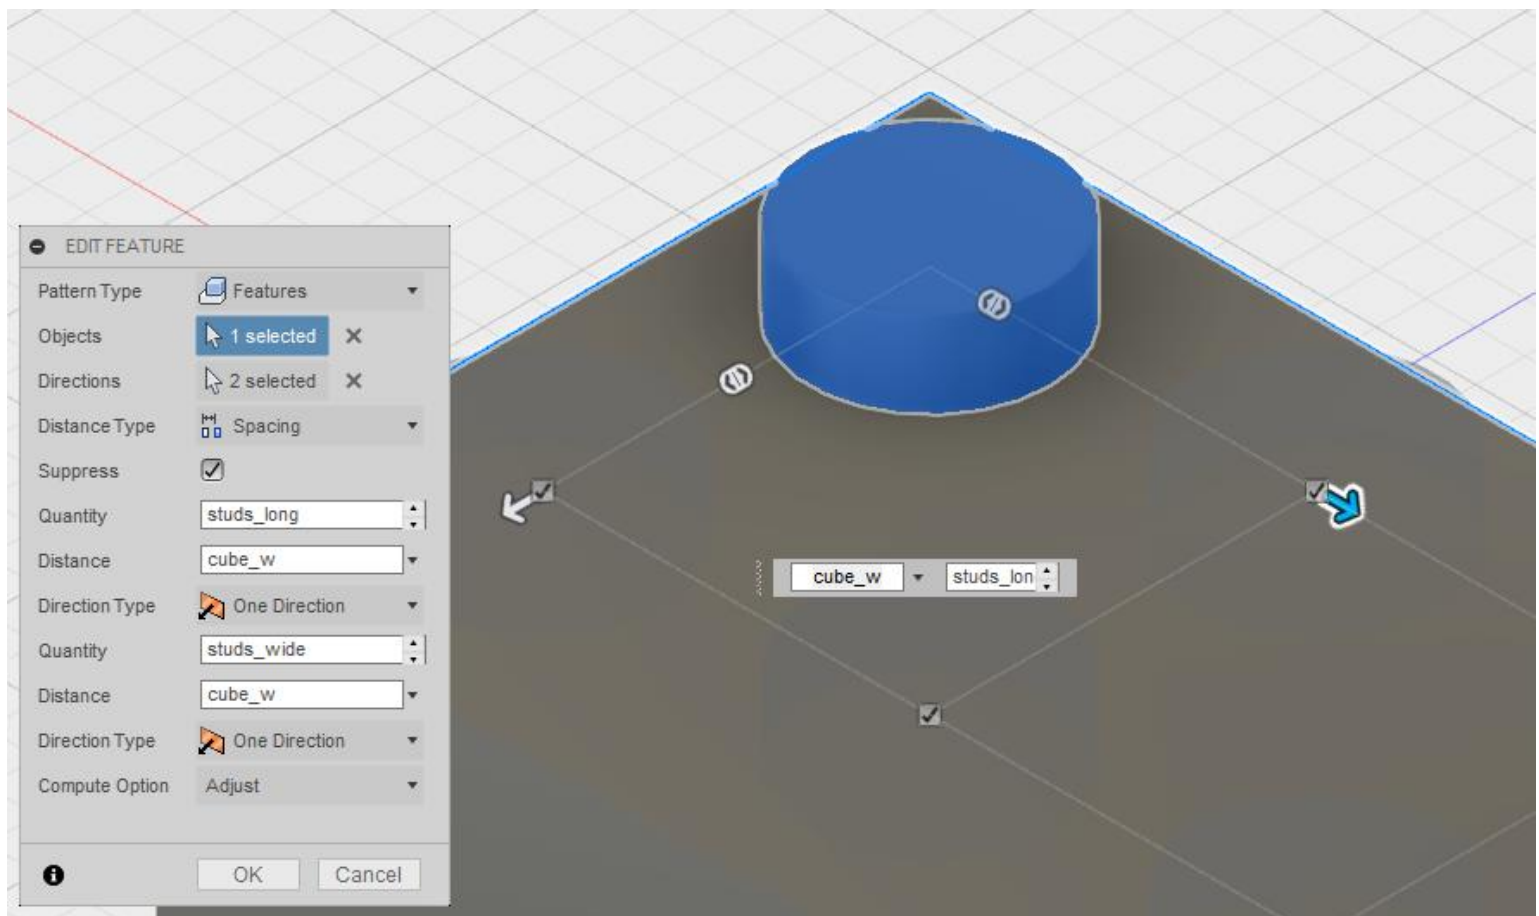 EDIT FEATURE
Pattern Type Features
Objects 1 selected
Directions 2 selected
Distance Type Spacing
Suppress
Quantity studs_long
Distance cube_w
Direction Type One Direction
Quantity studs_wide
Distance cube_w
Direction Type One Direction
Compute Option Adjust
OK Cancel
cube_w studs_lon